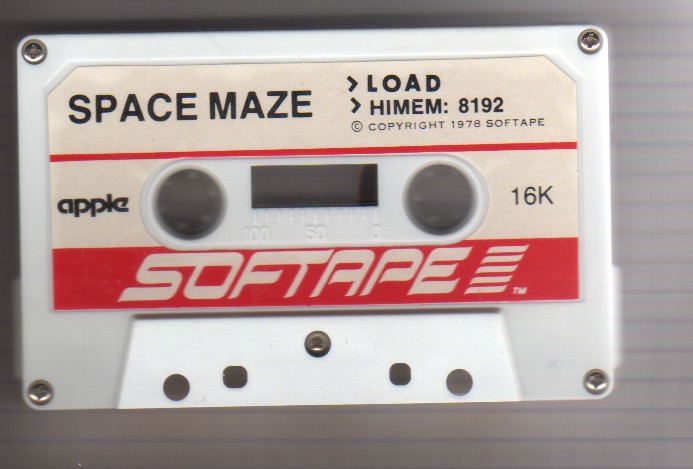 SPACE MAZE
>LOAD
> HIMEM: 8192
© COPYRIGHT 1978 SOFTAPE
apple
16K
100 50 0
SOFTAPE
TM